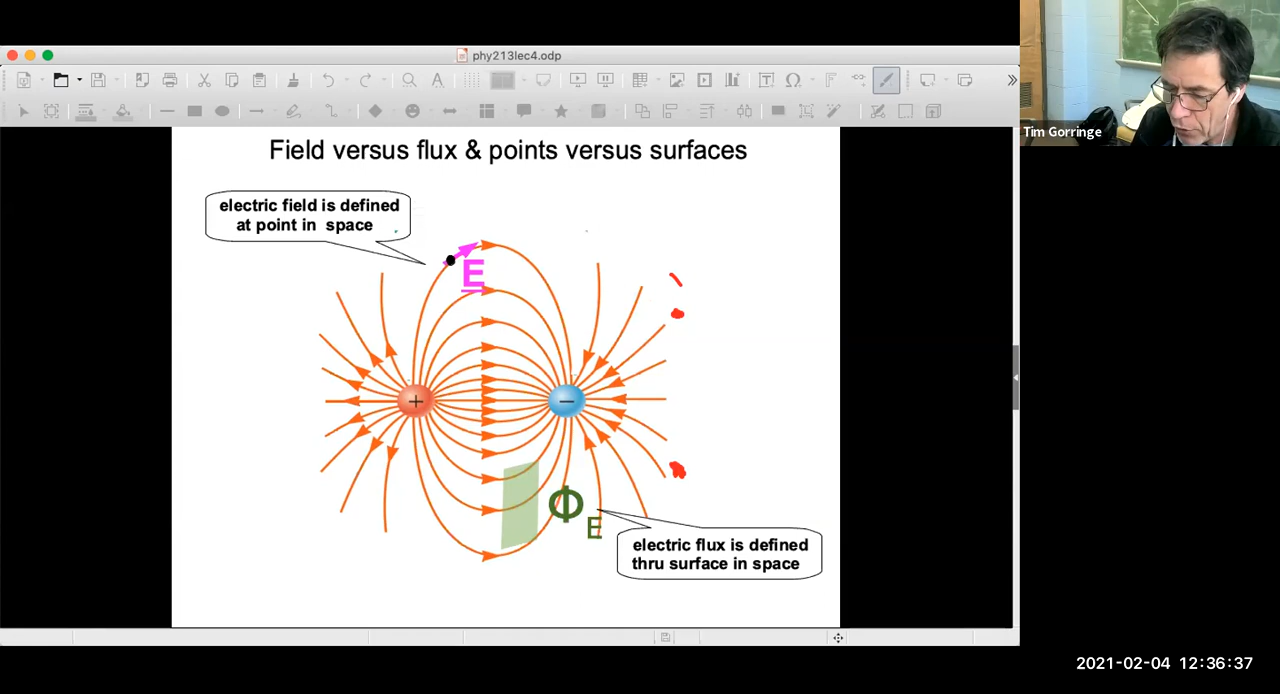 phy213lec4.odp
Tim Gorringe
Field versus flux & points versus surfaces
electric field is defined
at point in space
E
+
−
Φ
E
electric flux is defined
thru surface in space
2021-02-04 12:36:37